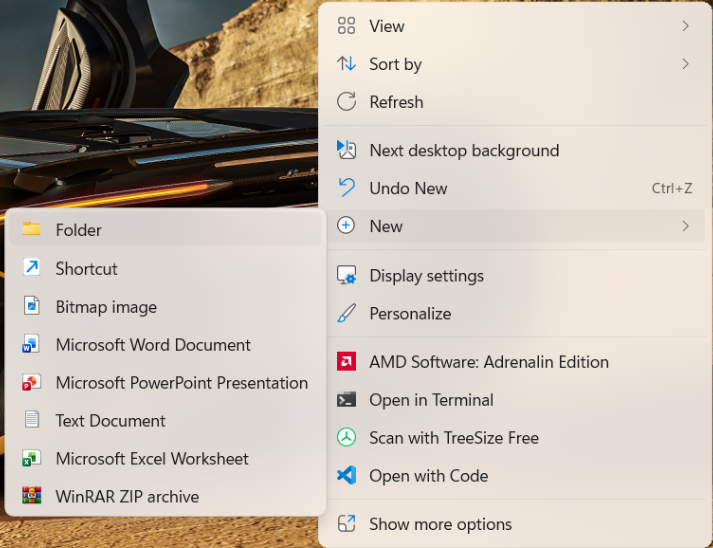 View
Sort by
Refresh
Next desktop background
Undo New Ctrl+Z
New
Display settings
Personalize
AMD Software: Adrenalin Edition
Open in Terminal
Scan with TreeSize Free
Open with Code
Show more options
Folder
Shortcut
Bitmap image
Microsoft Word Document
Microsoft PowerPoint Presentation
Text Document
Microsoft Excel Worksheet
WinRAR ZIP archive